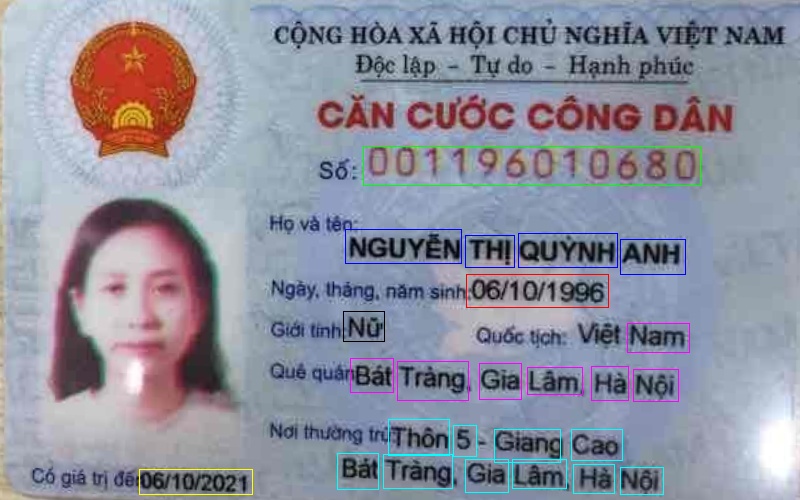 CỘNG HÒA XÃ HỘI CHỦ NGHĨA VIỆT NAM
Độc lập - Tự do - Hạnh phúc
CĂN CƯỚC CÔNG DÂN
Số: 001196010680
Họ và tên:
NGUYỄN THỊ QUỲNH ANH
Ngày, tháng, năm sinh: 06/10/1996
Giới tính: Nữ Quốc tịch: Việt Nam
Quê quán Bát Tràng, Gia Lâm, Hà Nội
Nơi thường trú Thôn 5 - Giang Cao
Bát Tràng, Gia Lâm, Hà Nội
Có giá trị đến 06/10/2021